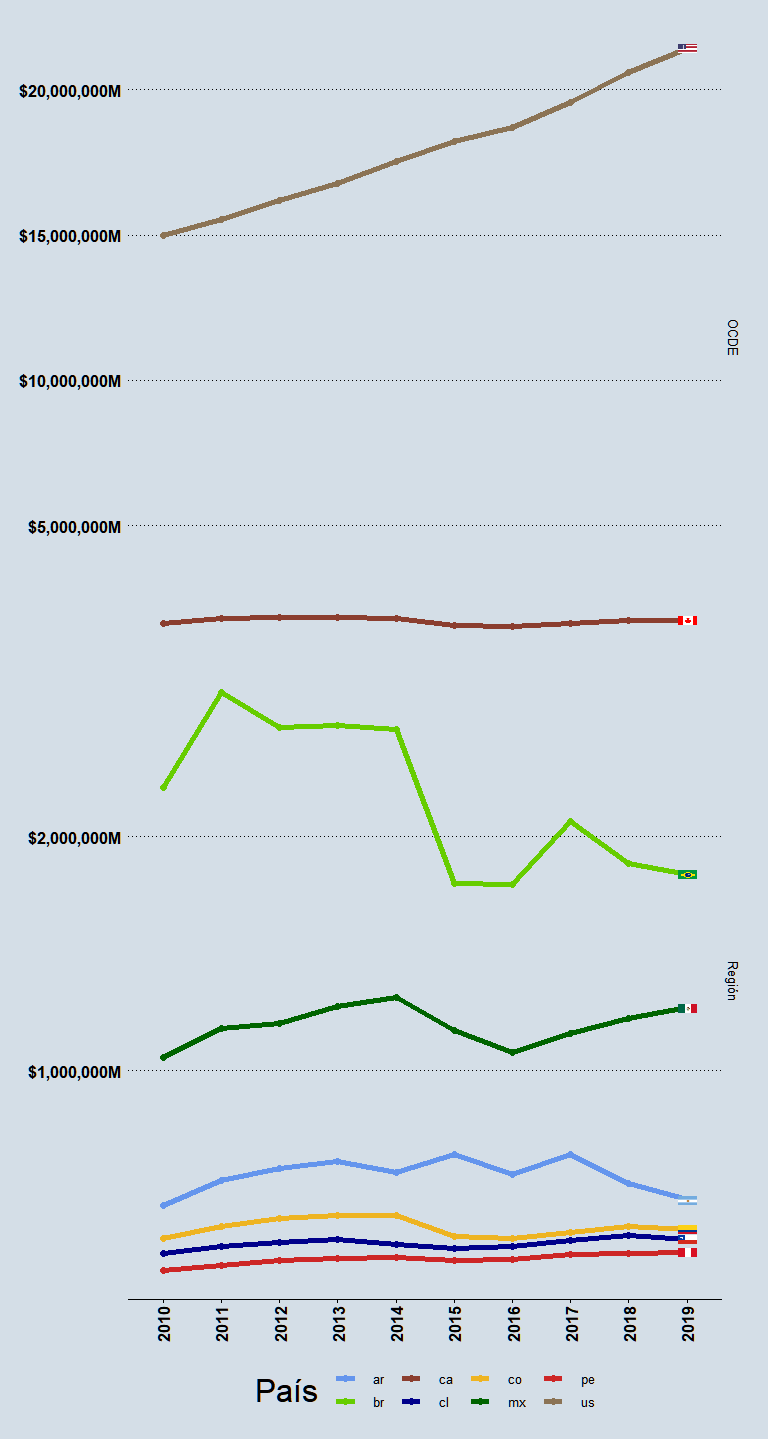 $20,000,000M
$15,000,000M
OCDE
$10,000,000M
$5,000,000M
$2,000,000M
Región
$1,000,000M
2010 2011 2012 2013 2014 2015 2016 2017 2018 2019
País
ar ca co pe
br cl mx us